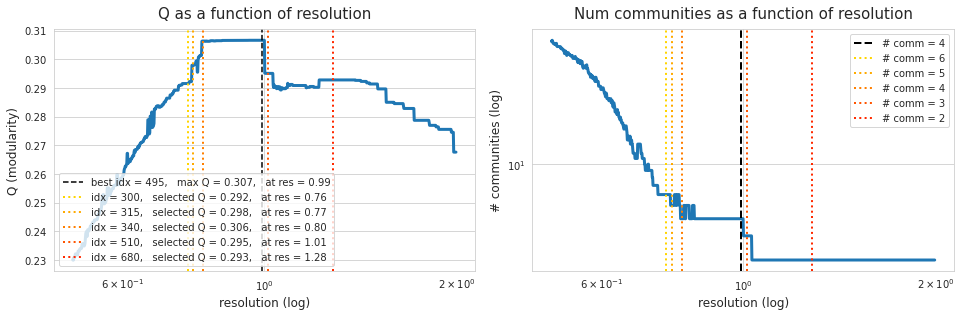 Q as a function of resolution
0.31
0.30
0.29
0.28
0.27
0.26
0.25
0.24
0.23
Q (modularity)
best idx = 495, max Q = 0.307, at res = 0.99
idx = 300, selected Q = 0.292, at res = 0.76
idx = 315, selected Q = 0.298, at res = 0.77
idx = 340, selected Q = 0.306, at res = 0.80
idx = 510, selected Q = 0.295, at res = 1.01
idx = 680, selected Q = 0.293, at res = 1.28
6 × 10⁻¹ 10⁰ 2 × 10⁰
resolution (log)
Num communities as a function of resolution
# comm = 4
# comm = 6
# comm = 5
# comm = 4
# comm = 3
# comm = 2
10¹
# communities (log)
6 × 10⁻¹ 10⁰ 2 × 10⁰
resolution (log)